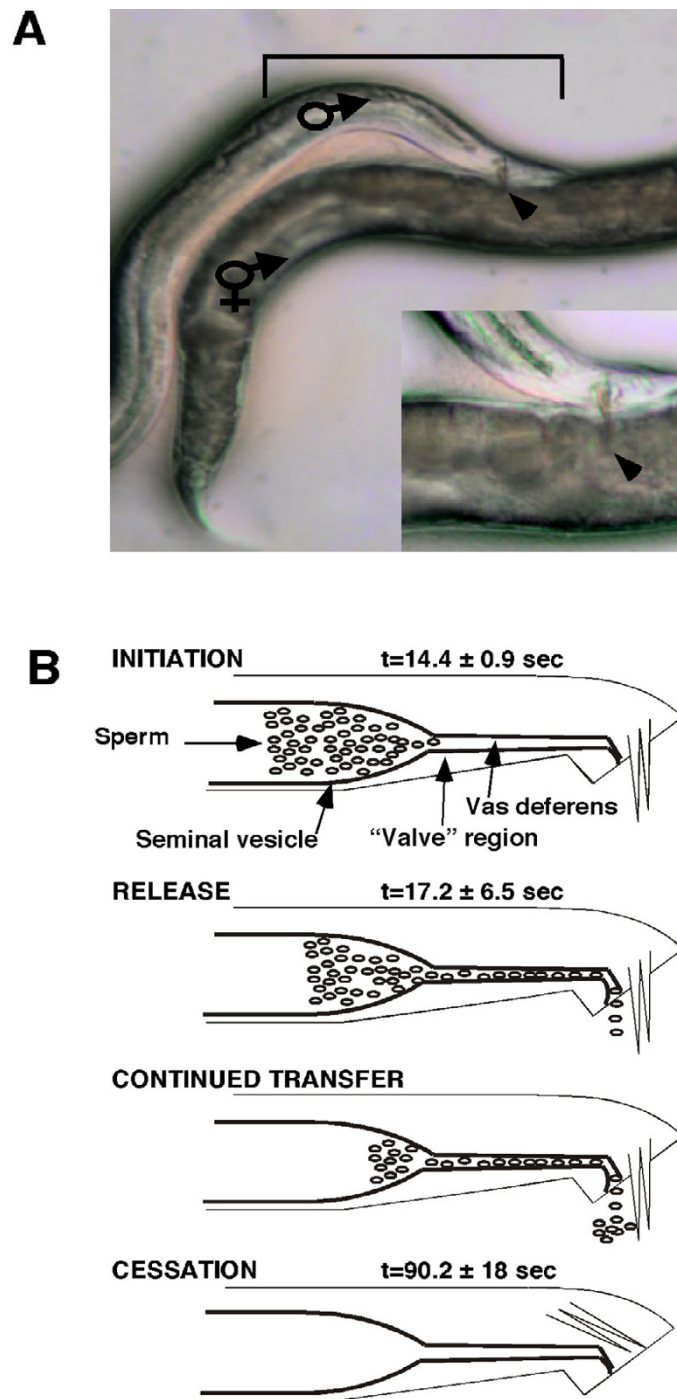 A
♂
♀
B
INITIATION t=14.4 ± 0.9 sec
Sperm
Vas deferens
Seminal vesicle
“Valve” region
RELEASE t=17.2 ± 6.5 sec
CONTINUED TRANSFER
CESSATION t=90.2 ± 18 sec